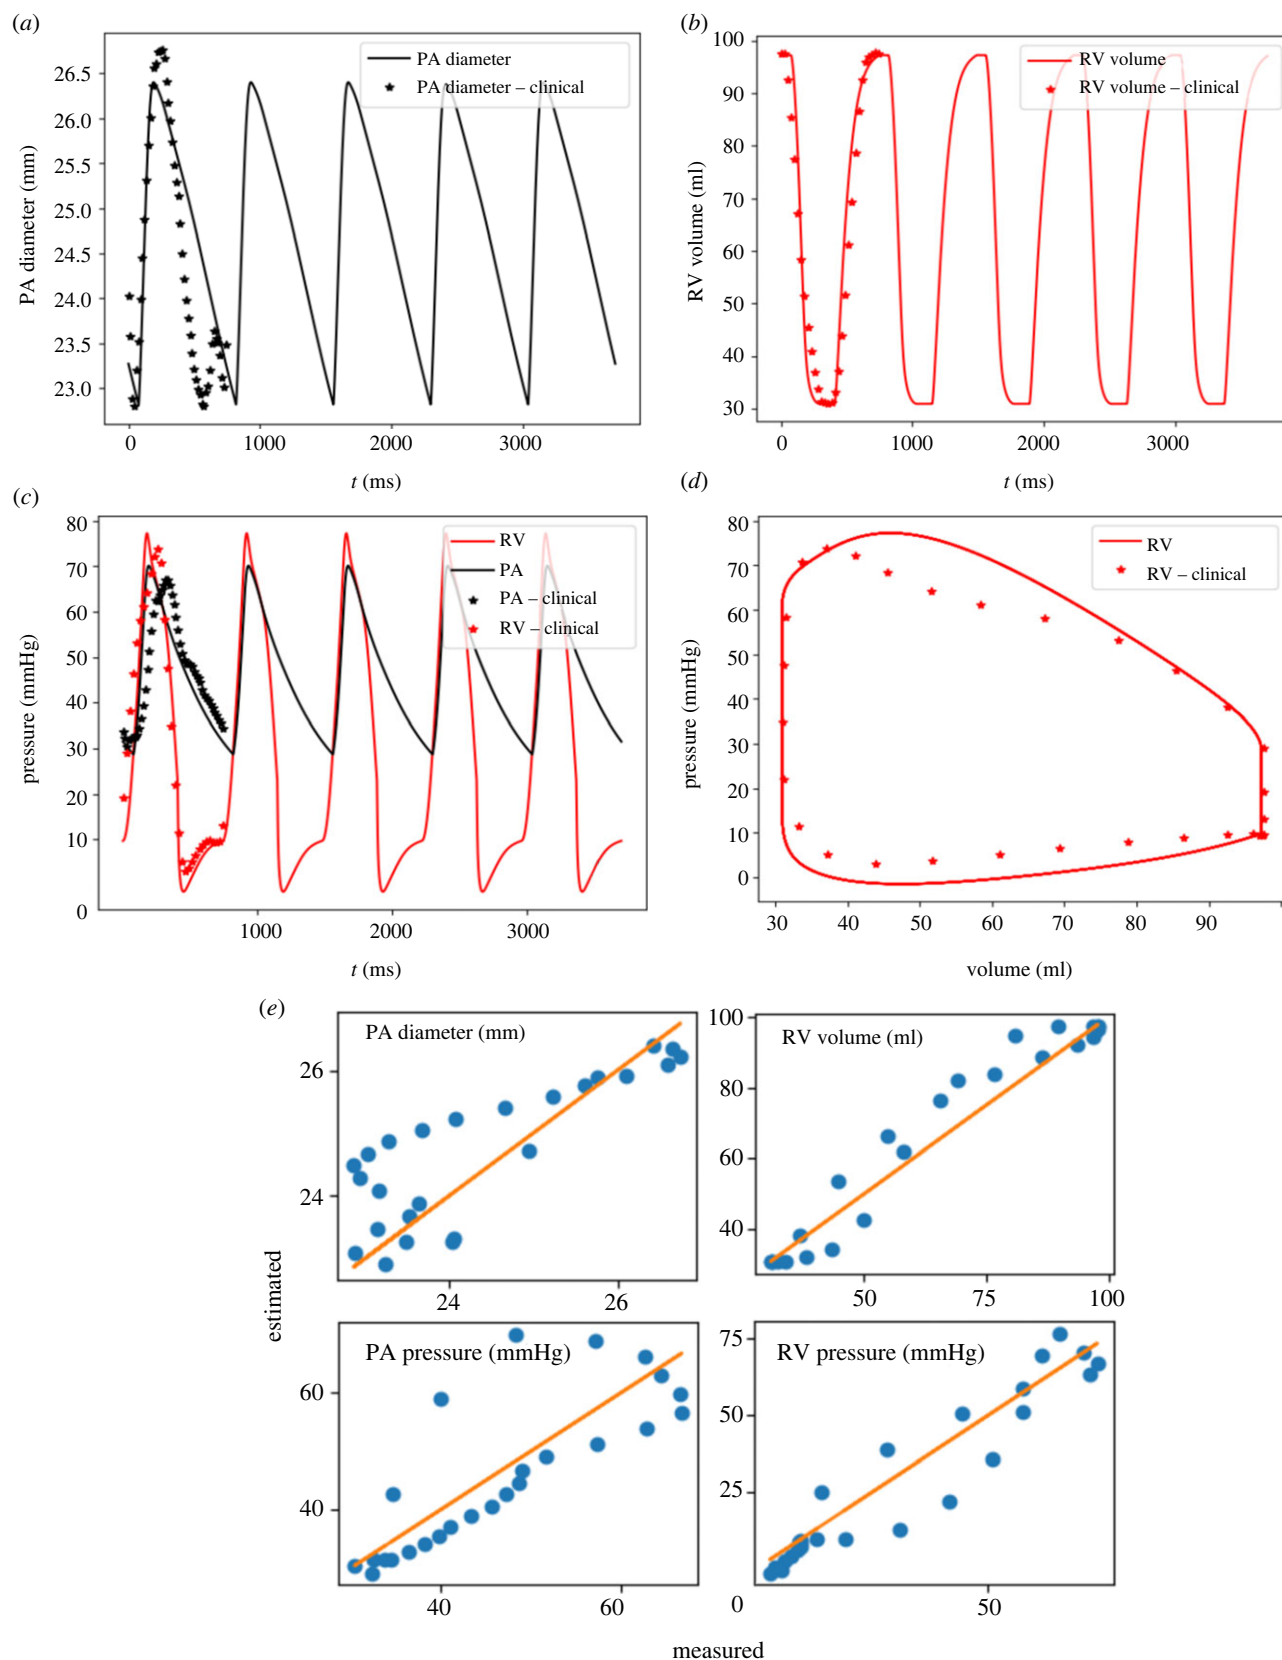 (a)
26.5
26.0
25.5
25.0
24.5
24.0
23.5
23.0
PA diameter (mm)
PA diameter
PA diameter – clinical
0 1000 2000 3000
t (ms)
(b)
100
90
80
70
60
50
40
30
RV volume (ml)
RV volume
RV volume – clinical
0 1000 2000 3000
t (ms)
(c)
80
70
60
50
40
30
20
10
0
pressure (mmHg)
RV
PA
PA – clinical
RV – clinical
1000 2000 3000
t (ms)
(d)
80
70
60
50
40
30
20
10
0
pressure (mmHg)
RV
RV – clinical
30 40 50 60 70 80 90
volume (ml)
(e)
estimated
PA diameter (mm)
26
24
24 26
RV volume (ml)
100
80
60
40
50 75 100
PA pressure (mmHg)
60
40
40 60
RV pressure (mmHg)
75
50
25
0
50
measured